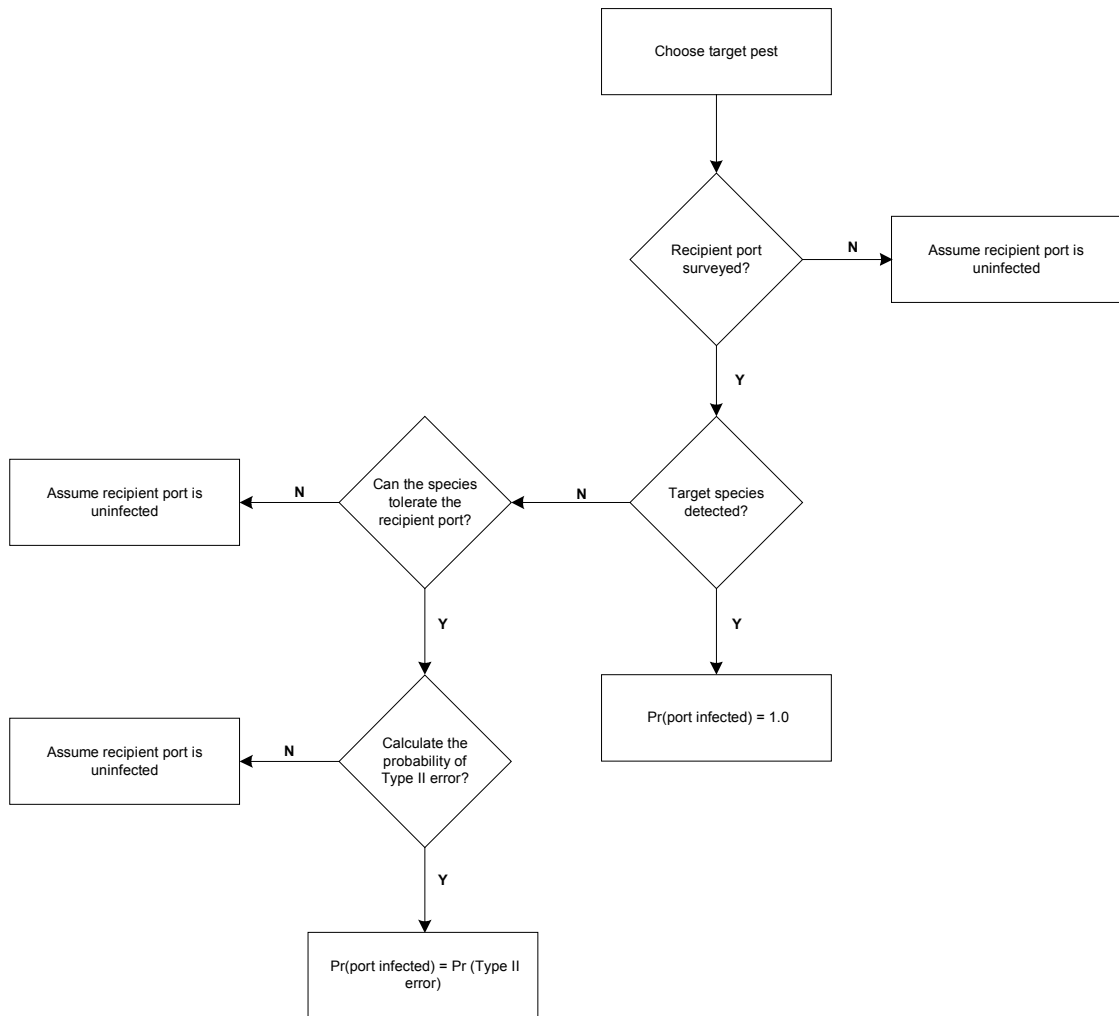 Choose target pest
Recipient port
surveyed?
N
Assume recipient port is
uninfected
Y
Assume recipient port is
uninfected
N
Can the species
tolerate the
recipient port?
N
Target species
detected?
Y
Y
Pr(port infected) = 1.0
Assume recipient port is
uninfected
N
Calculate the
probability of
Type II error?
Y
Pr(port infected) = Pr (Type II
error)